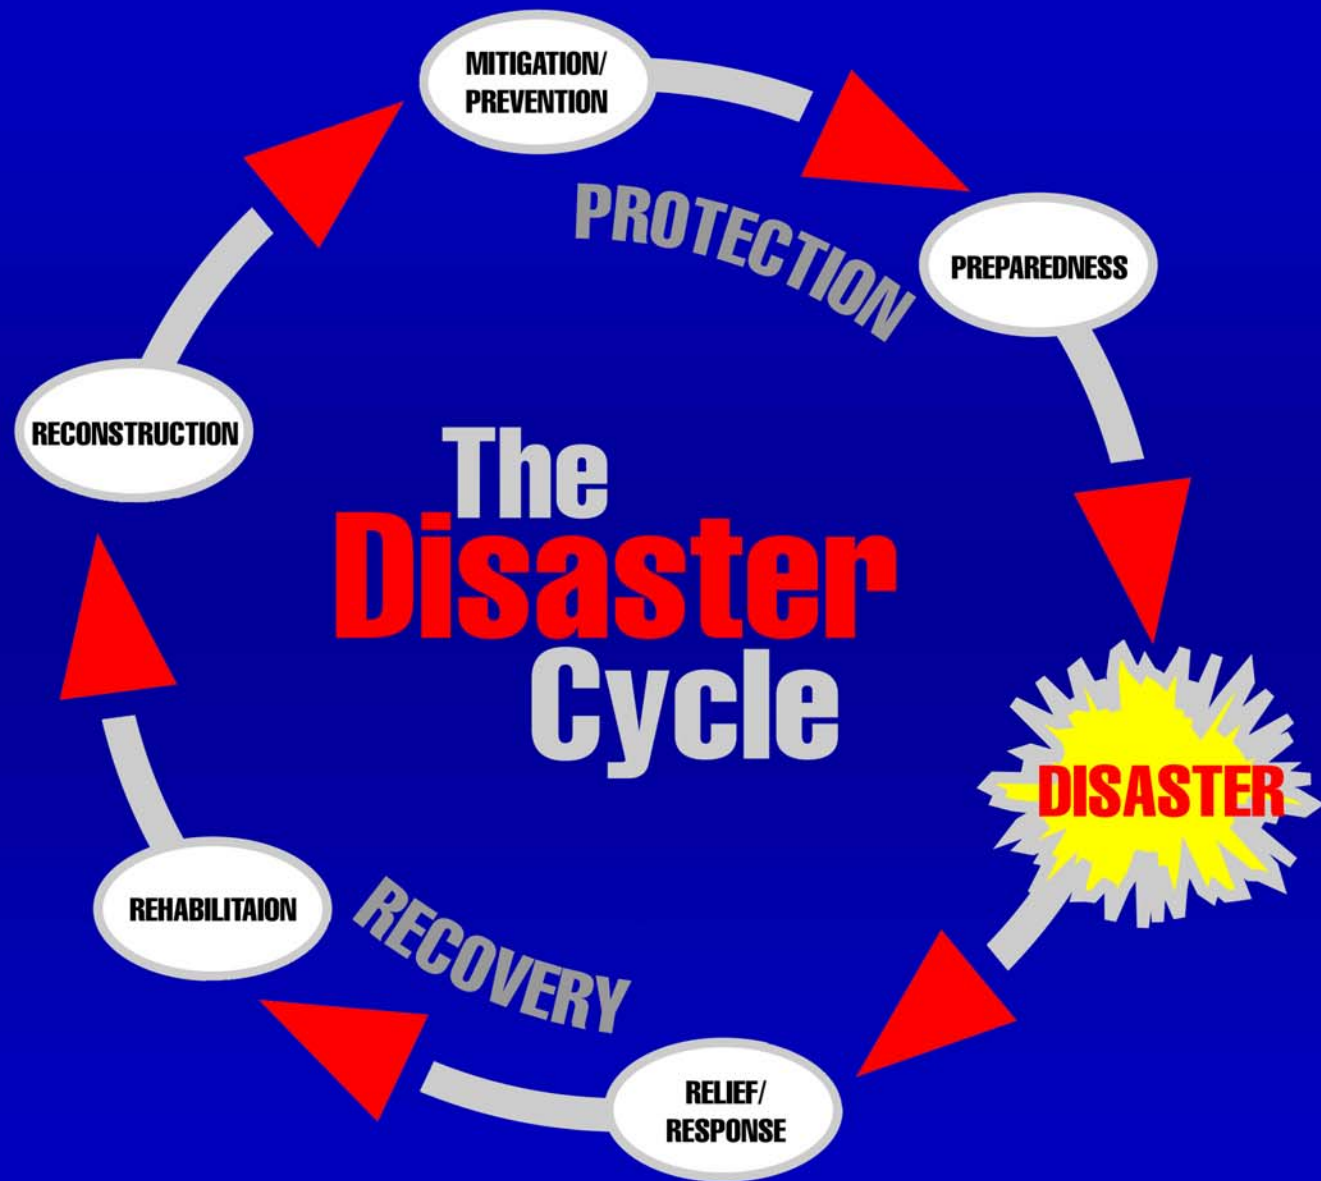 MITIGATION/
PREVENTION
PROTECTION
PREPAREDNESS
RECONSTRUCTION
The
Disaster
Cycle
DISASTER
REHABILITAION
RECOVERY
RELIEF/
RESPONSE